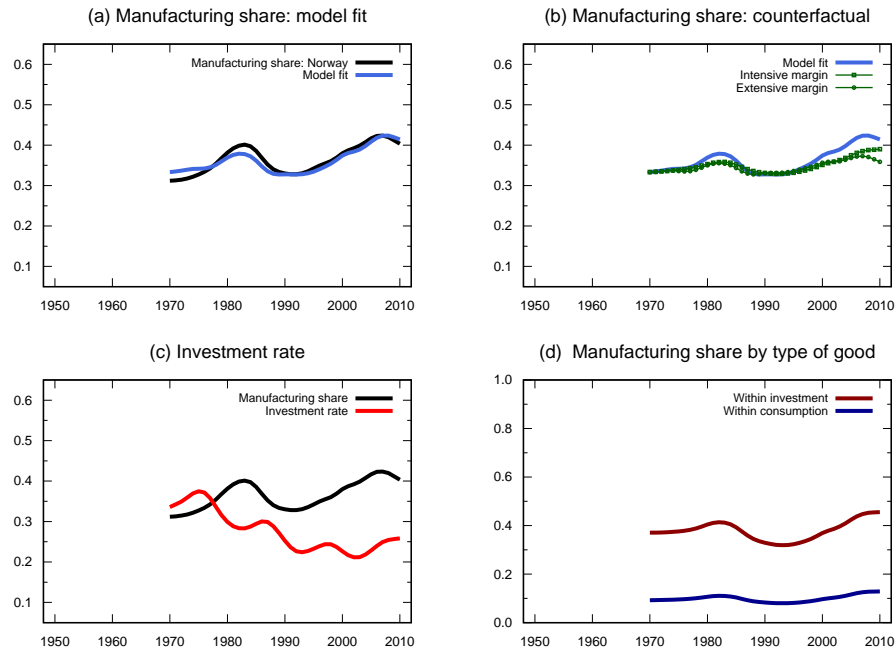 (a) Manufacturing share: model fit
0.6
0.5
0.4
0.3
0.2
0.1
Manufacturing share: Norway
Model fit
1950 1960 1970 1980 1990 2000 2010
(b) Manufacturing share: counterfactual
0.6
0.5
0.4
0.3
0.2
0.1
Model fit
Intensive margin
Extensive margin
1950 1960 1970 1980 1990 2000 2010
(c) Investment rate
0.6
0.5
0.4
0.3
0.2
0.1
Manufacturing share
Investment rate
1950 1960 1970 1980 1990 2000 2010
(d) Manufacturing share by type of good
1.0
0.8
0.6
0.4
0.2
0.0
Within investment
Within consumption
1950 1960 1970 1980 1990 2000 2010